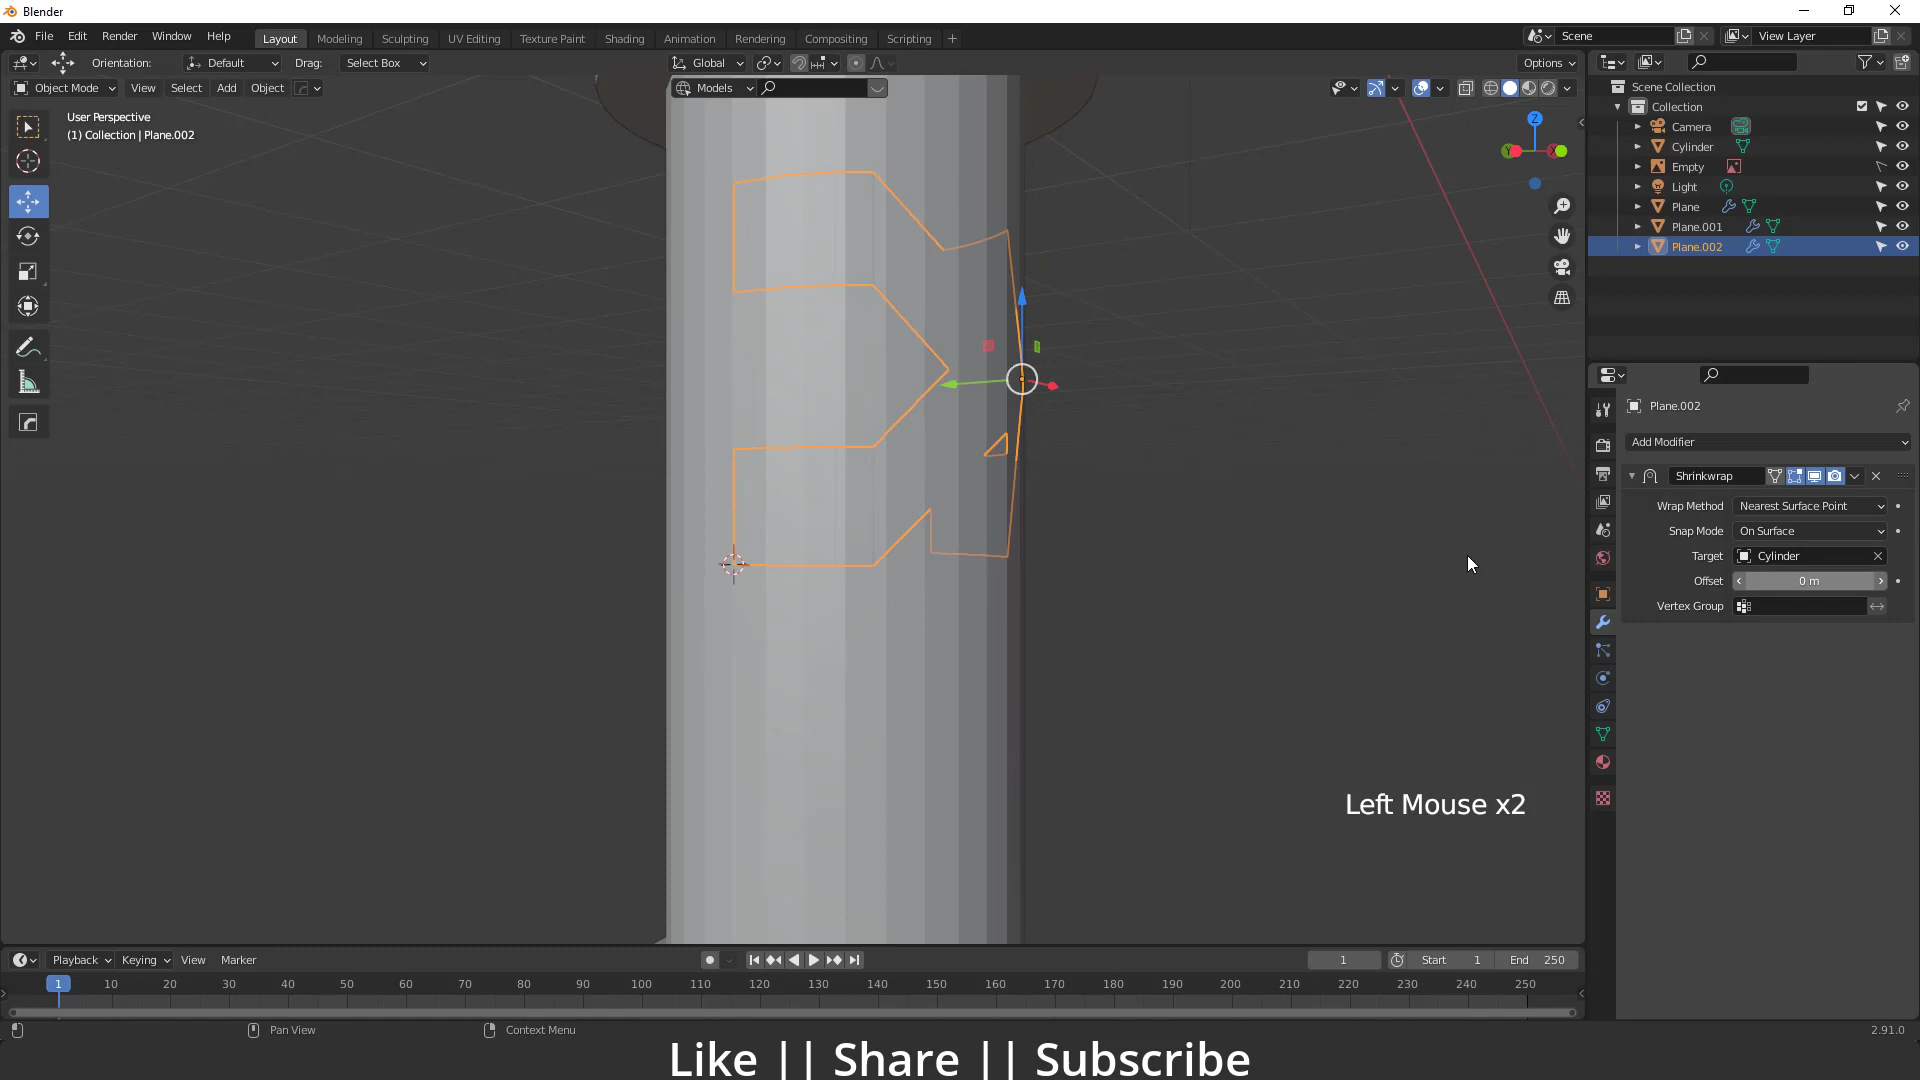 Blender
File Edit Render Window Help
Layout Modeling Sculpting UV Editing Texture Paint Shading Animation Rendering Compositing Scripting +
Scene
View Layer
Orientation: Default Drag: Select Box
Global
Options
Object Mode View Select Add Object
Models
User Perspective
(1) Collection | Plane.002
Z
Y
Scene Collection
Collection
Camera
Cylinder
Empty
Light
Plane
Plane.001
Plane.002
Plane.002
Add Modifier
Shrinkwrap
Wrap Method Nearest Surface Point
Snap Mode On Surface
Target Cylinder
Offset 0 m
Vertex Group
Left Mouse x2
Playback Keying View Marker
1 Start 1 End 250
1 10 20 30 40 50 60 70 80 90 100 110 120 130 140 150 160 170 180 190 200 210 220 230 240 250
Pan View Context Menu
2.91.0
Like || Share || Subscribe